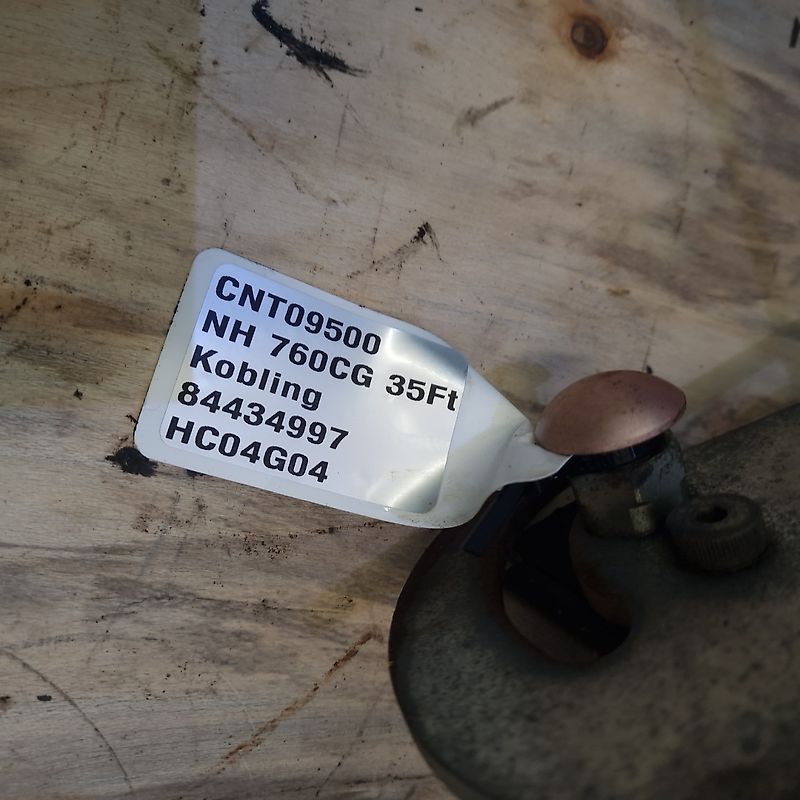 CNT09500
NH 760CG 35Ft
Kobling
84434997
HC04G04